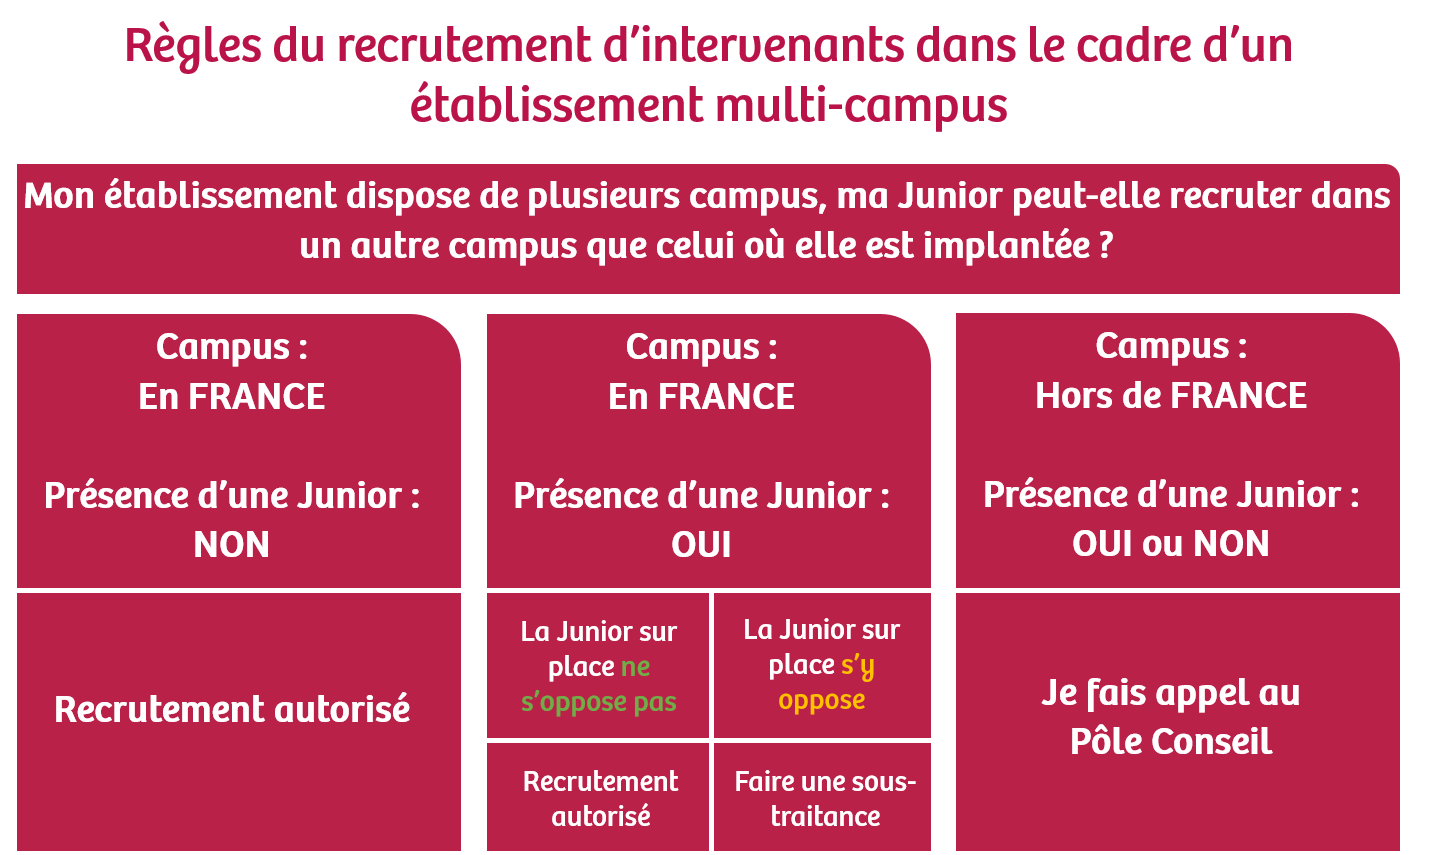 Règles du recrutement d’intervenants dans le cadre d’un
établissement multi-campus
Mon établissement dispose de plusieurs campus, ma Junior peut-elle recruter dans
un autre campus que celui où elle est implantée ?
Campus :
En FRANCE
Présence d’une Junior :
NON
Recrutement autorisé
Campus :
En FRANCE
Présence d’une Junior :
OUI
La Junior sur
place ne
s’oppose pas
Recrutement
autorisé
La Junior sur
place s’y
oppose
Faire une sous-
traitance
Campus :
Hors de FRANCE
Présence d’une Junior :
OUI ou NON
Je fais appel au
Pôle Conseil